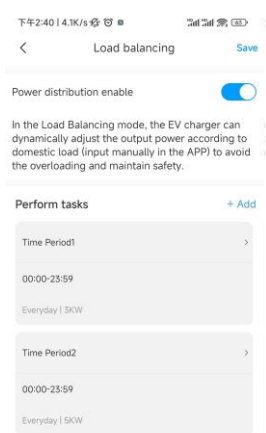 下午2:40 | 4.1K/s
63
Load balancing
Save
Power distribution enable
In the Load Balancing mode, the EV charger can
dynamically adjust the output power according to
domestic load (input manually in the APP) to avoid
the overloading and maintain safety.
Perform tasks
+ Add
Time Period1
00:00-23:59
Everyday | 3KW
Time Period2
00:00-23:59
Everyday | 5KW